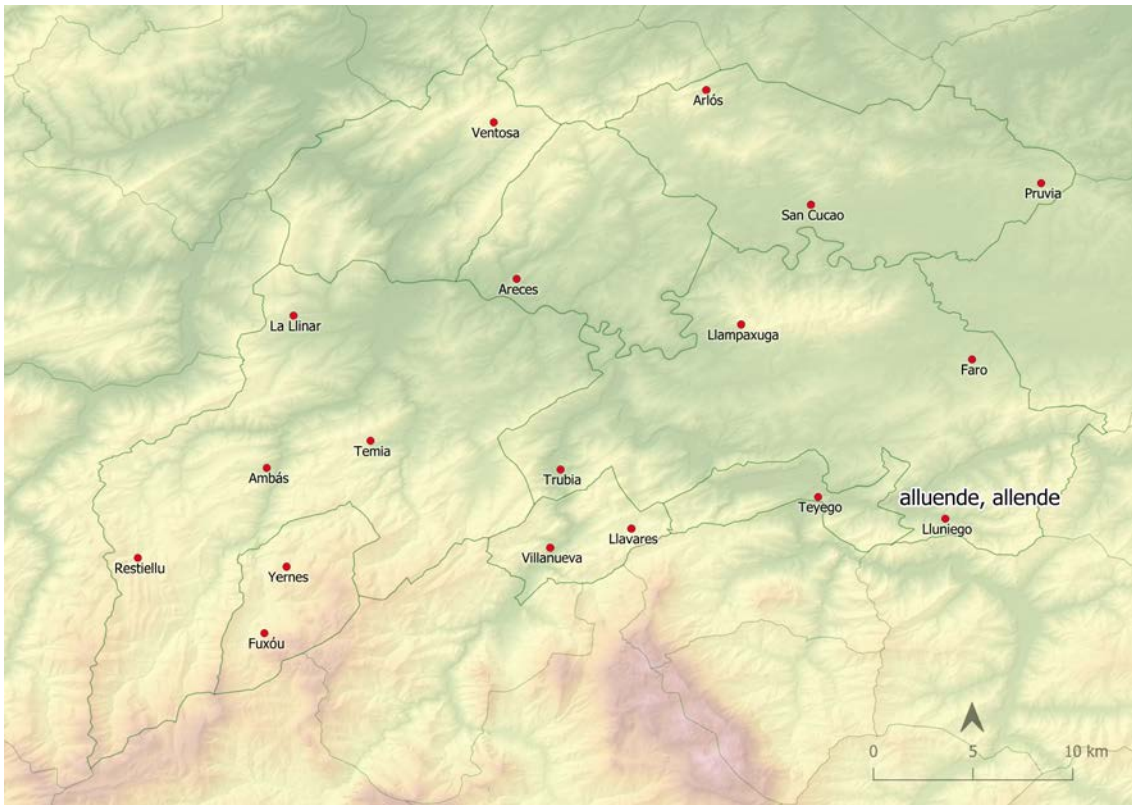 Arlós
Ventosa
Pruvia
San Cucao
Areces
La Llinar
Llampaxuga
Faro
Temia
Ambás
Trubia
alluende, allende
Teyego
Lluniego
Llavares
Villanueva
Restiellu
Yernes
Fuxóu
0 5 10 km